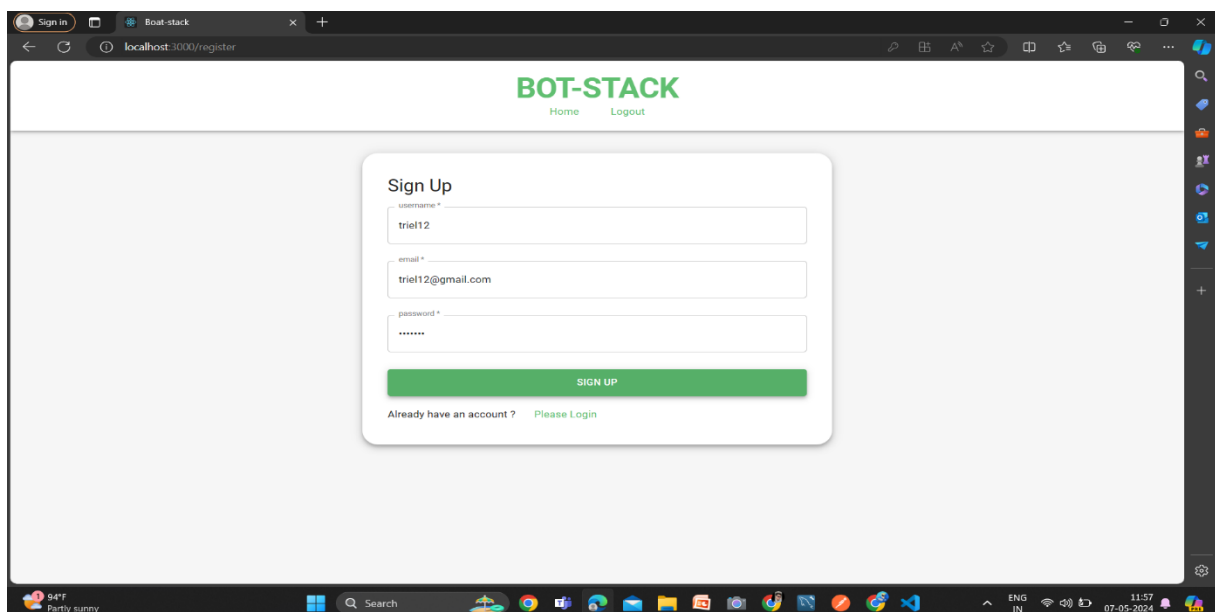 Sign in
Boat-stack
localhost:3000/register
BOT-STACK
Home Logout
Sign Up
username *
triel12
email *
triel12@gmail.com
password *
•••••••
SIGN UP
Already have an account ? Please Login
1
94°F
Partly sunny
Search
ENG
IN
11:57
07-05-2024